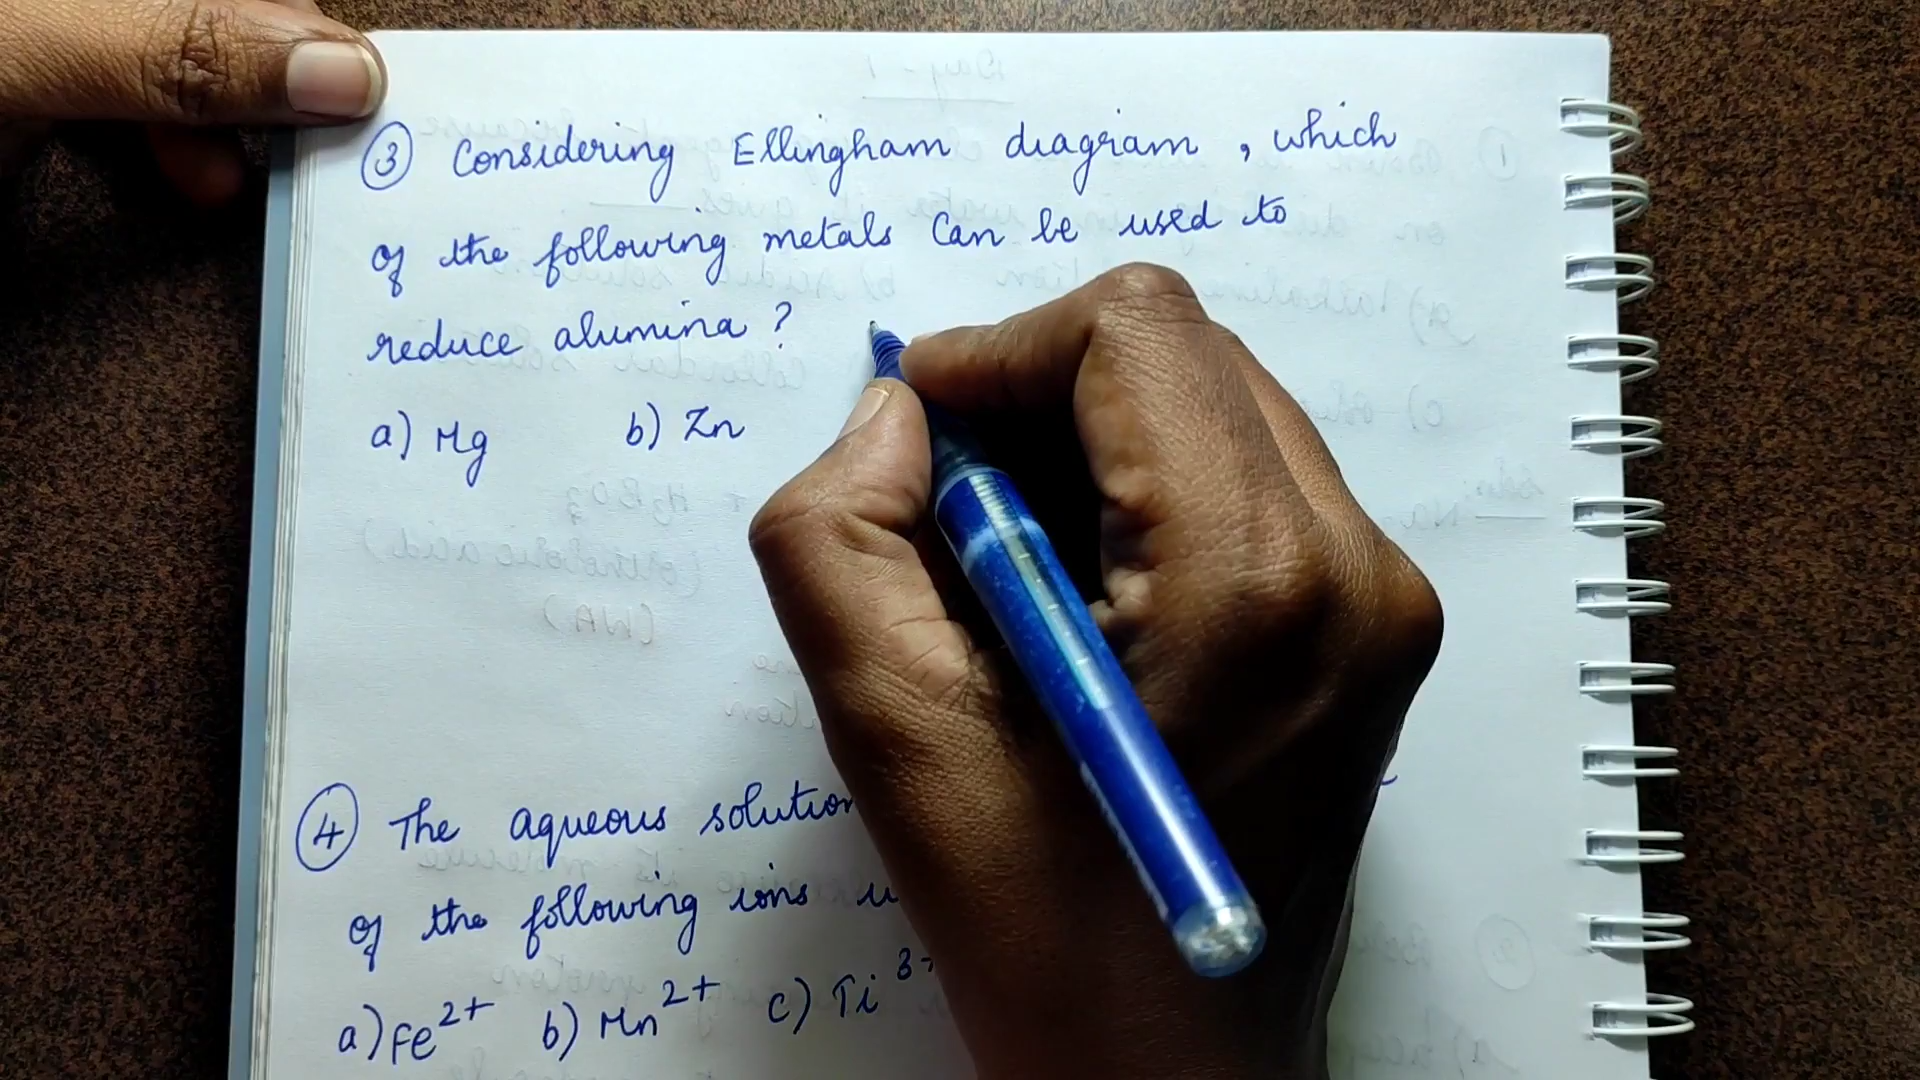 ③ Considering Ellingham diagram, which
of the following metals can be used to
reduce alumina?
a) Mg b) Zn
④ The aqueous solution
of the following ions
a) Fe²⁺ b) Mn²⁺ c) Ti³⁺